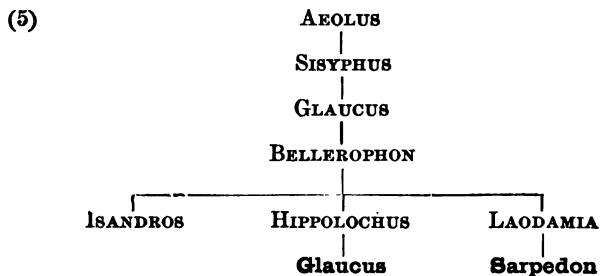 (5) AEOLUS
SISYPHUS
GLAUCUS
BELLEROPHON
ISANDROS HIPPOLOCHUS LAODAMIA
Glaucus Sarpedon